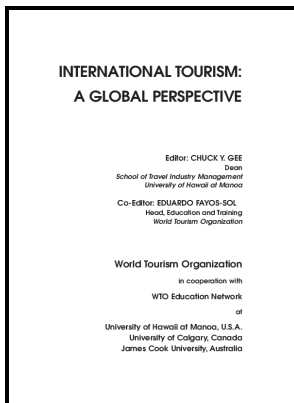 INTERNATIONAL TOURISM:
A GLOBAL PERSPECTIVE
Editor: CHUCK Y. GEE
Dean
School of Travel Industry Management
University of Hawaii at Manoa
Co-Editor: EDUARDO FAYOS-SOL
Head, Education and Training
World Tourism Organization
World Tourism Organization
in cooperation with
WTO Education Network
at
University of Hawaii at Manoa, U.S.A.
University of Calgary, Canada
James Cook University, Australia